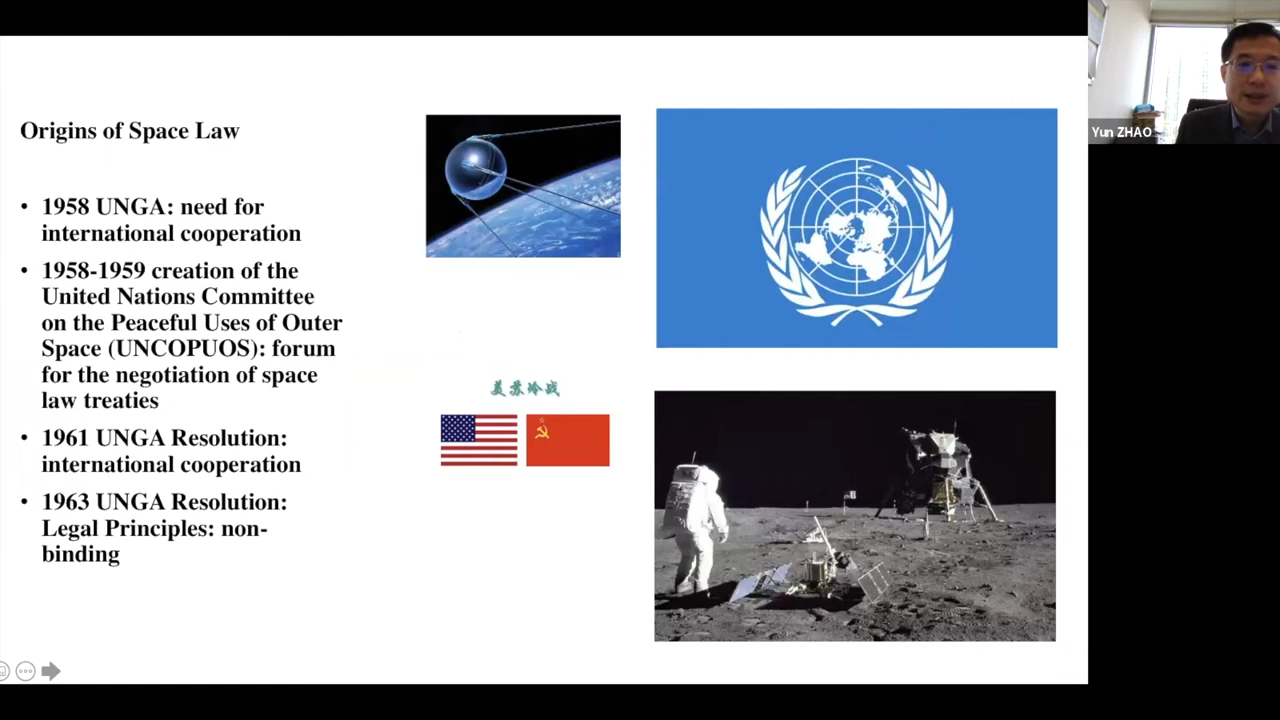 Origins of Space Law
• 1958 UNGA: need for
international cooperation
• 1958-1959 creation of the
United Nations Committee
on the Peaceful Uses of Outer
Space (UNCOPUOS): forum
for the negotiation of space
law treaties
• 1961 UNGA Resolution:
international cooperation
• 1963 UNGA Resolution:
Legal Principles: non-
binding
美苏冷战
Yun ZHAO